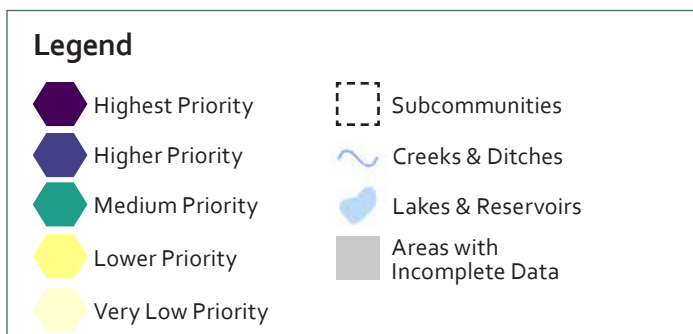 Legend
Highest Priority
Higher Priority
Medium Priority
Lower Priority
Very Low Priority
Subcommunities
Creeks & Ditches
Lakes & Reservoirs
Areas with
Incomplete Data